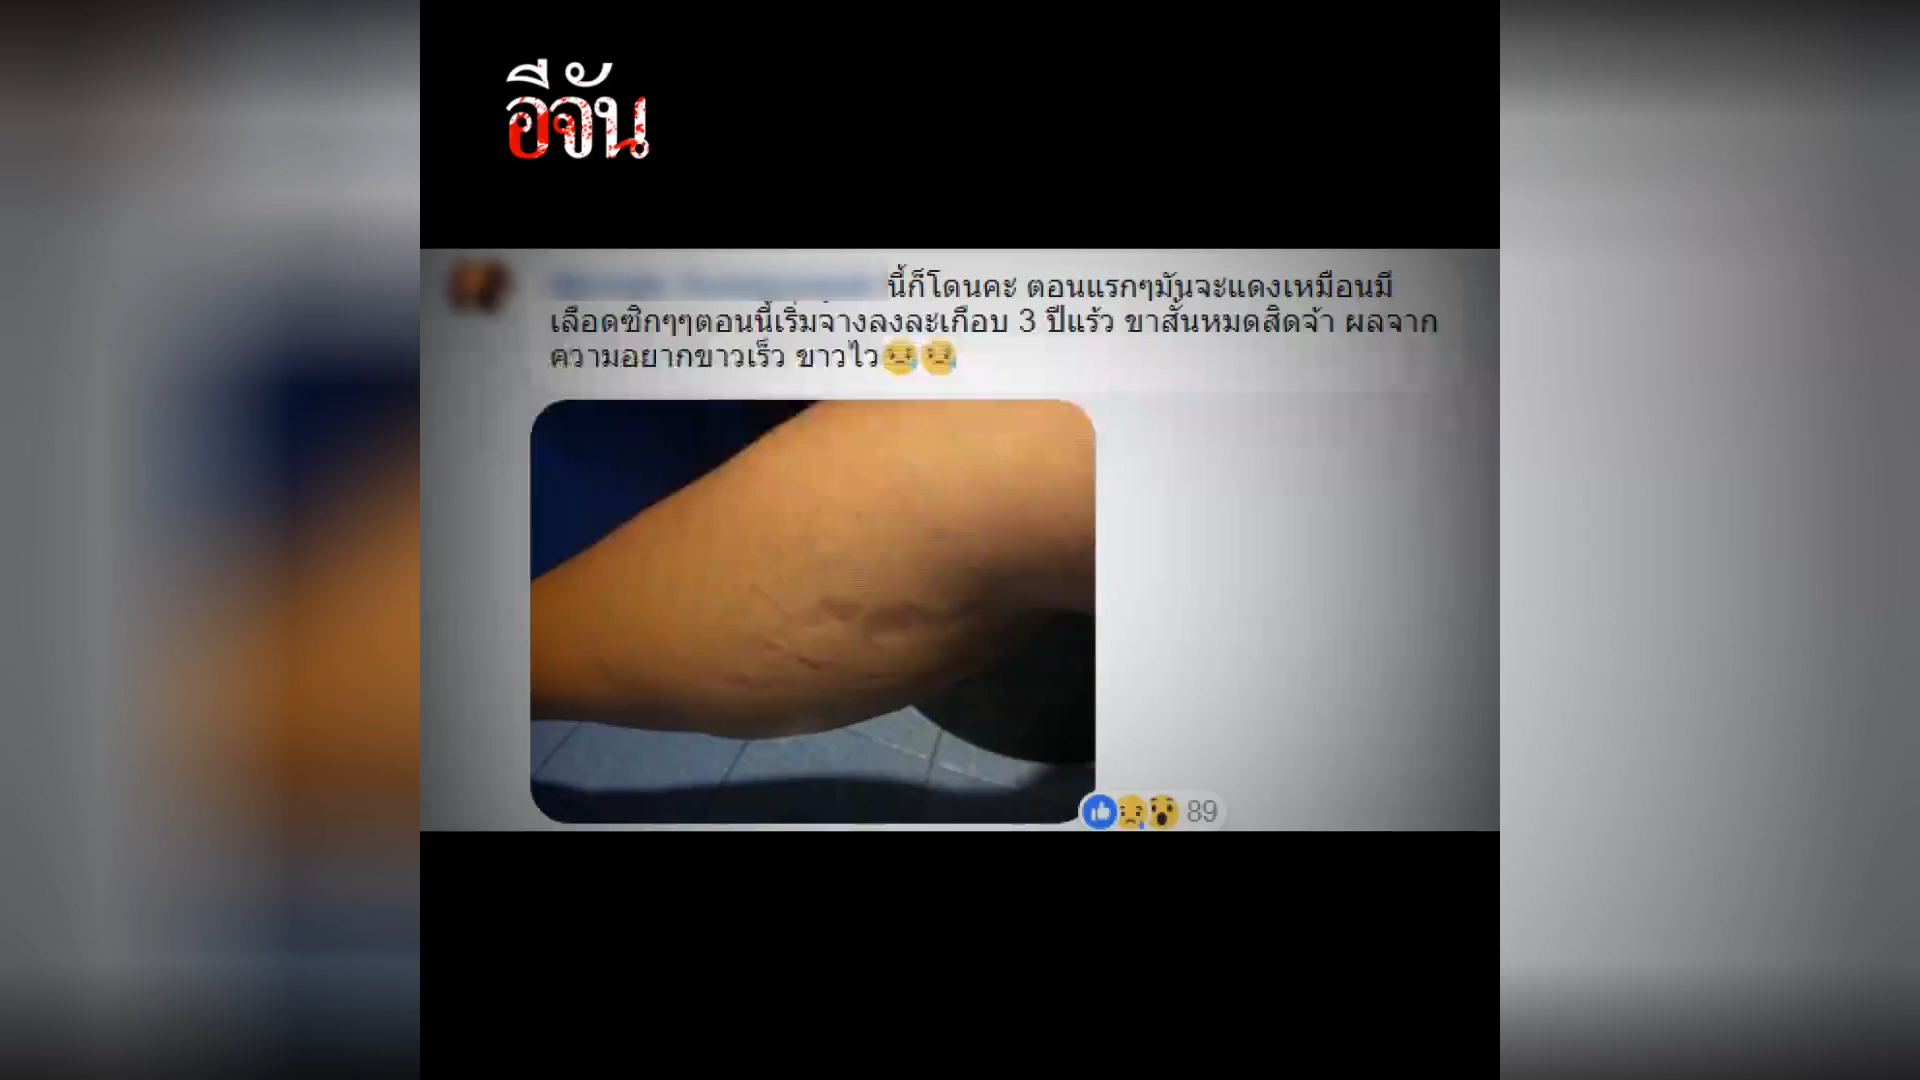 อีจัน
นี้ก็โดนคะ ตอนแรกๆมันจะแดงเหมือนมี
เลือดซิกๆๆตอนนี้เริ่มจางลงละเกือบ 3 ปีแร้ว ขาสั้นหมดสิดจ้า ผลจาก
ความอยากขาวเร็ว ขาวไว
89